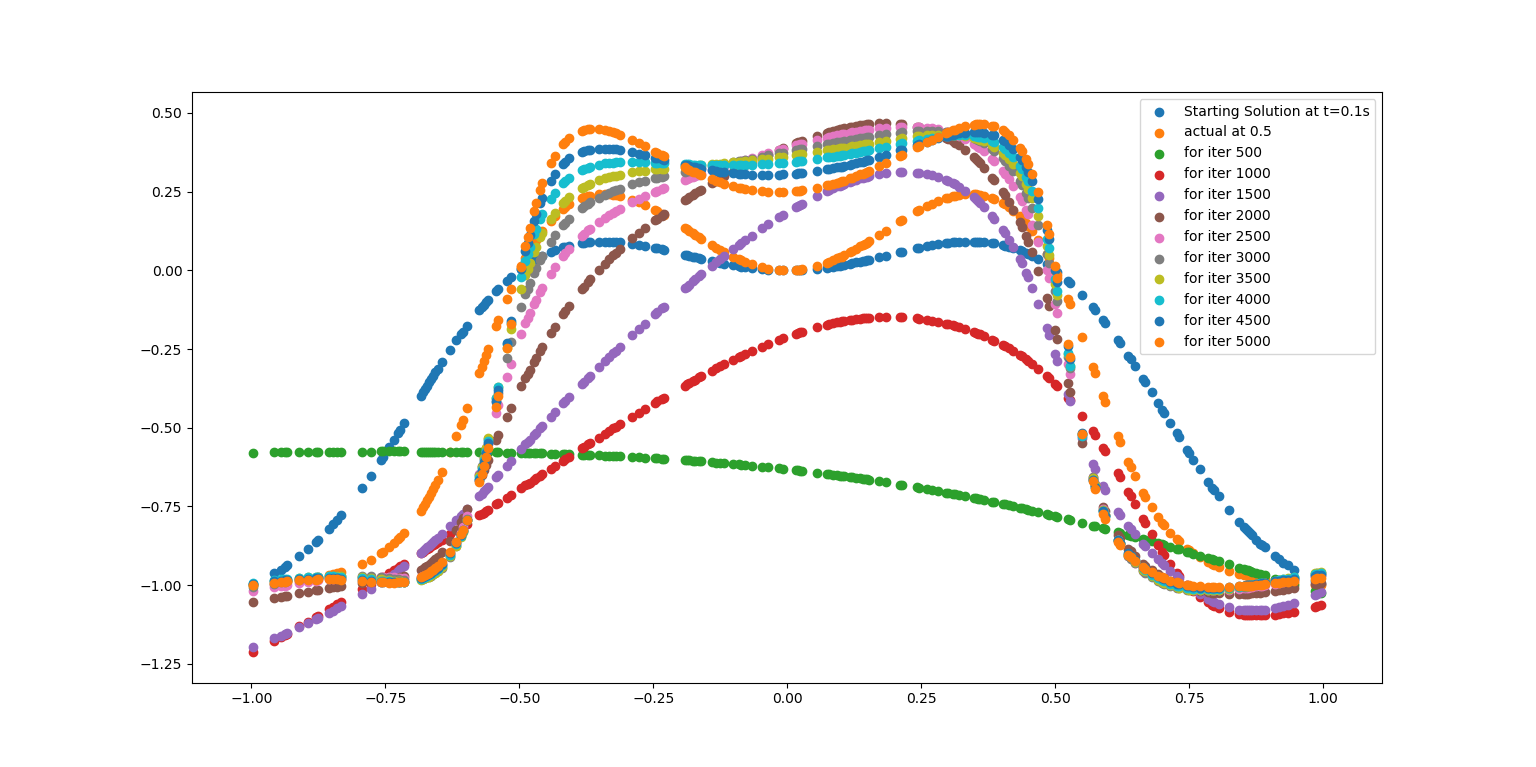 0.50
0.25
0.00
−0.25
−0.50
−0.75
−1.00
−1.25
−1.00
−0.75
−0.50
−0.25
0.00
0.25
0.50
0.75
1.00
Starting Solution at t=0.1s
actual at 0.5
for iter 500
for iter 1000
for iter 1500
for iter 2000
for iter 2500
for iter 3000
for iter 3500
for iter 4000
for iter 4500
for iter 5000